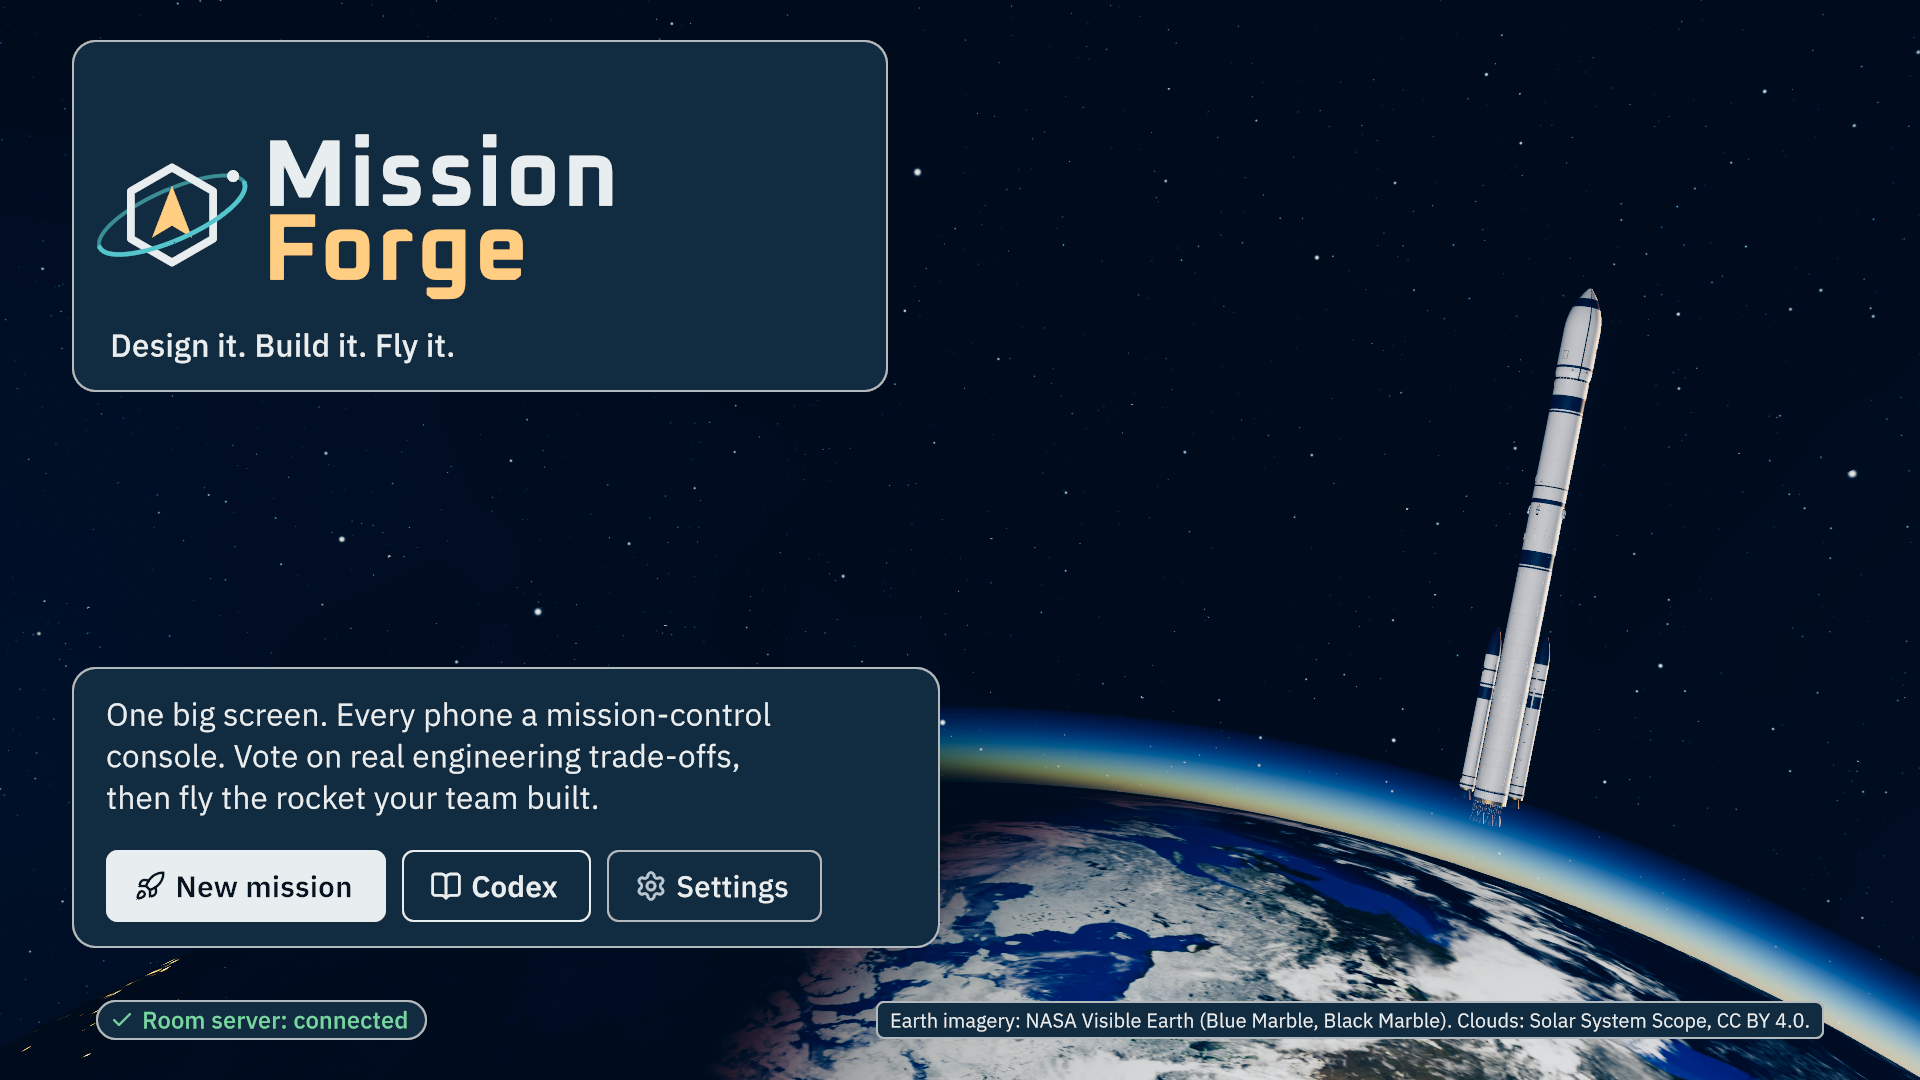 Mission
Forge
Design it. Build it. Fly it.
One big screen. Every phone a mission-control
console. Vote on real engineering trade-offs,
then fly the rocket your team built.
New mission
Codex
Settings
Room server: connected
Earth imagery: NASA Visible Earth (Blue Marble, Black Marble). Clouds: Solar System Scope, CC BY 4.0.